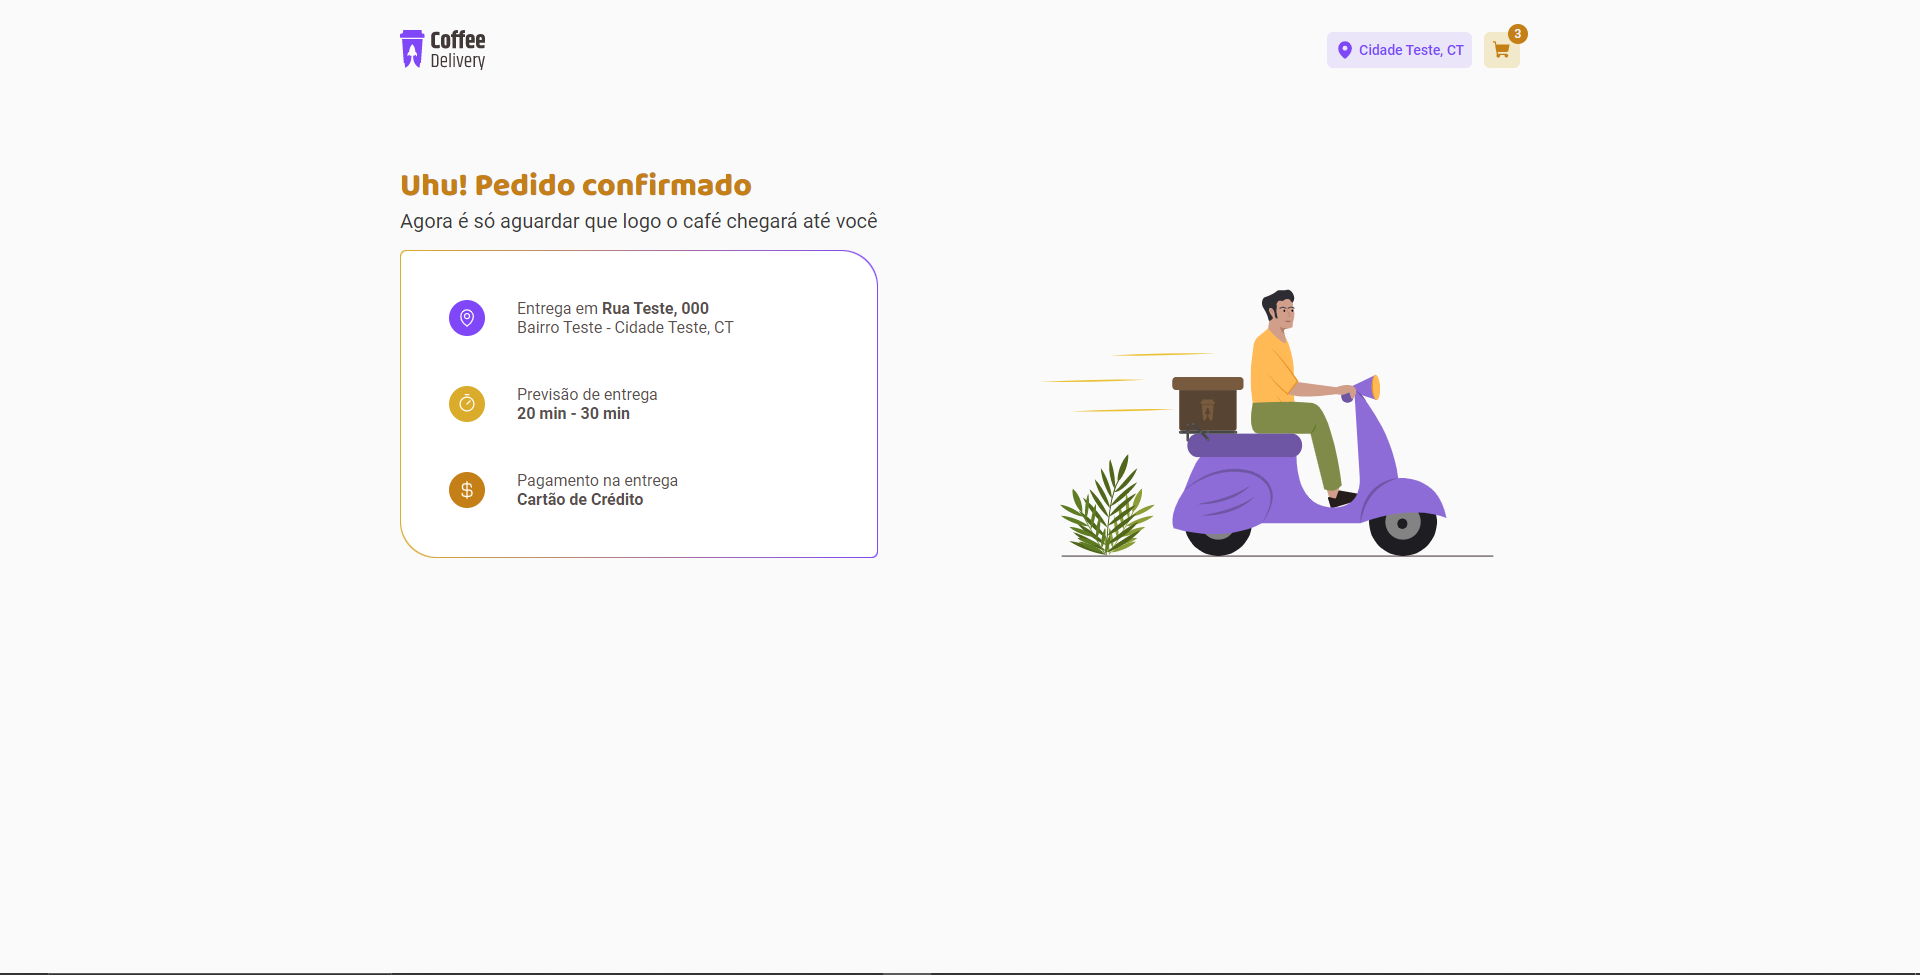 Coffee
Delivery
Cidade Teste, CT
3
Uhu! Pedido confirmado
Agora é só aguardar que logo o café chegará até você
Entrega em Rua Teste, 000
Bairro Teste - Cidade Teste, CT
Previsão de entrega
20 min - 30 min
Pagamento na entrega
Cartão de Crédito